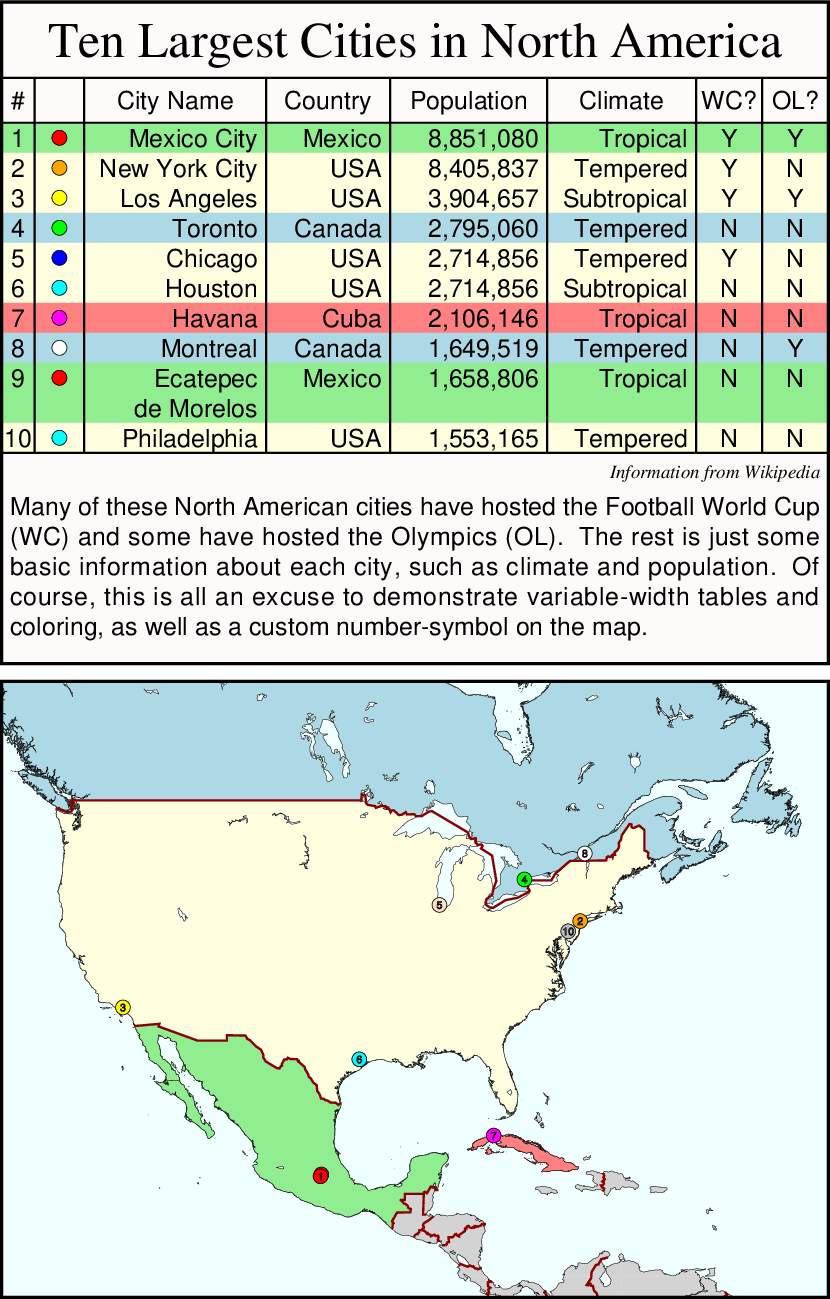 Ten Largest Cities in North America
# City Name Country Population Climate WC? OL?
1 Mexico City Mexico 8,851,080 Tropical Y Y
2 New York City USA 8,405,837 Tempered Y N
3 Los Angeles USA 3,904,657 Subtropical Y Y
4 Toronto Canada 2,795,060 Tempered N N
5 Chicago USA 2,714,856 Tempered Y N
6 Houston USA 2,714,856 Subtropical N N
7 Havana Cuba 2,106,146 Tropical N N
8 Montreal Canada 1,649,519 Tempered N Y
9 Ecatepec Mexico 1,658,806 Tropical N N
de Morelos
10 Philadelphia USA 1,553,165 Tempered N N
Information from Wikipedia
Many of these North American cities have hosted the Football World Cup
(WC) and some have hosted the Olympics (OL). The rest is just some
basic information about each city, such as climate and population. Of
course, this is all an excuse to demonstrate variable-width tables and
coloring, as well as a custom number-symbol on the map.
8
4
5
2
10
3
6
7
1